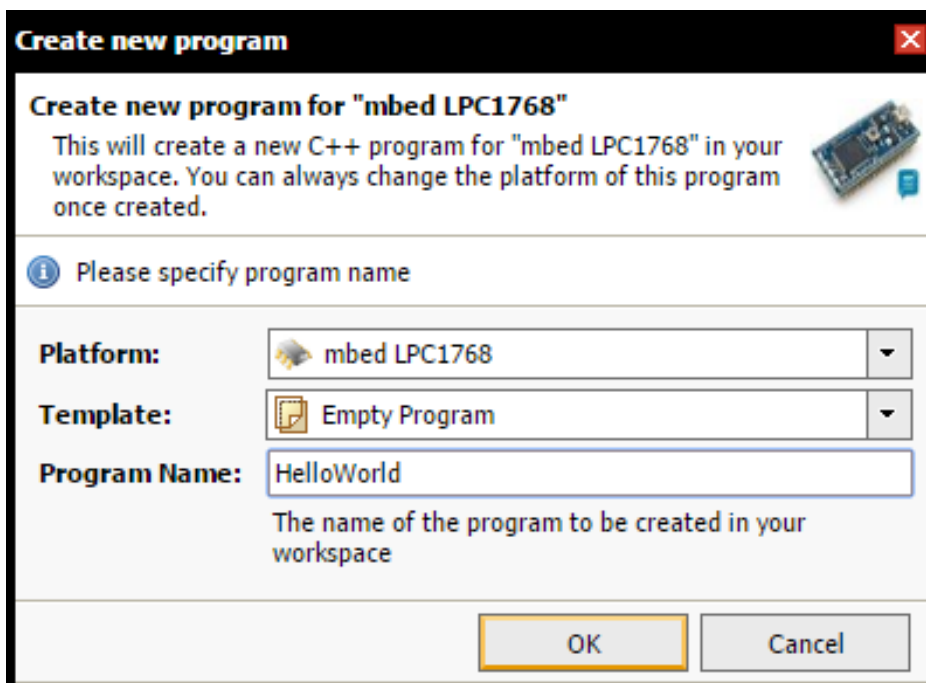 Create new program
Create new program for "mbed LPC1768"
This will create a new C++ program for "mbed LPC1768" in your
workspace. You can always change the platform of this program
once created.
Please specify program name
Platform: mbed LPC1768
Template: Empty Program
Program Name: HelloWorld
The name of the program to be created in your
workspace
OK Cancel